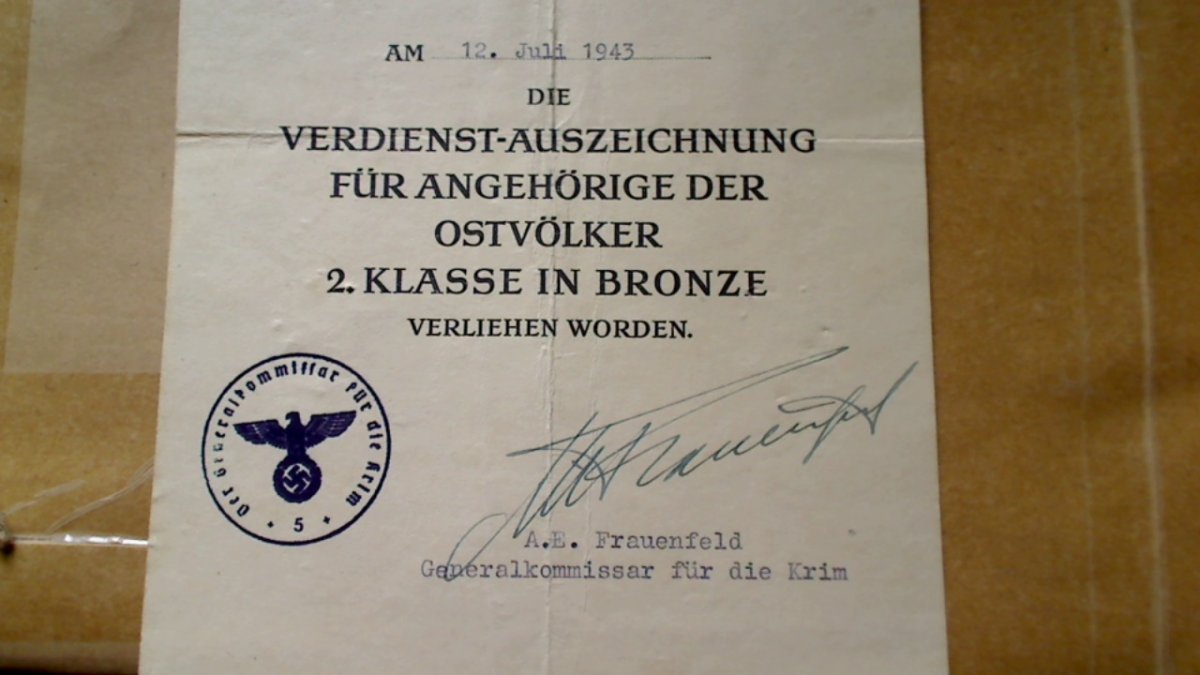 AM 12. Juli 1943
DIE
VERDIENST-AUSZEICHNUNG
FÜR ANGEHÖRIGE DER
OSTVÖLKER
2. KLASSE IN BRONZE
VERLIEHEN WORDEN.
Der Generalkommissar für die Krim
+ 5 +
A.E. Frauenfeld
A.E. Frauenfeld
Generalkommissar für die Krim